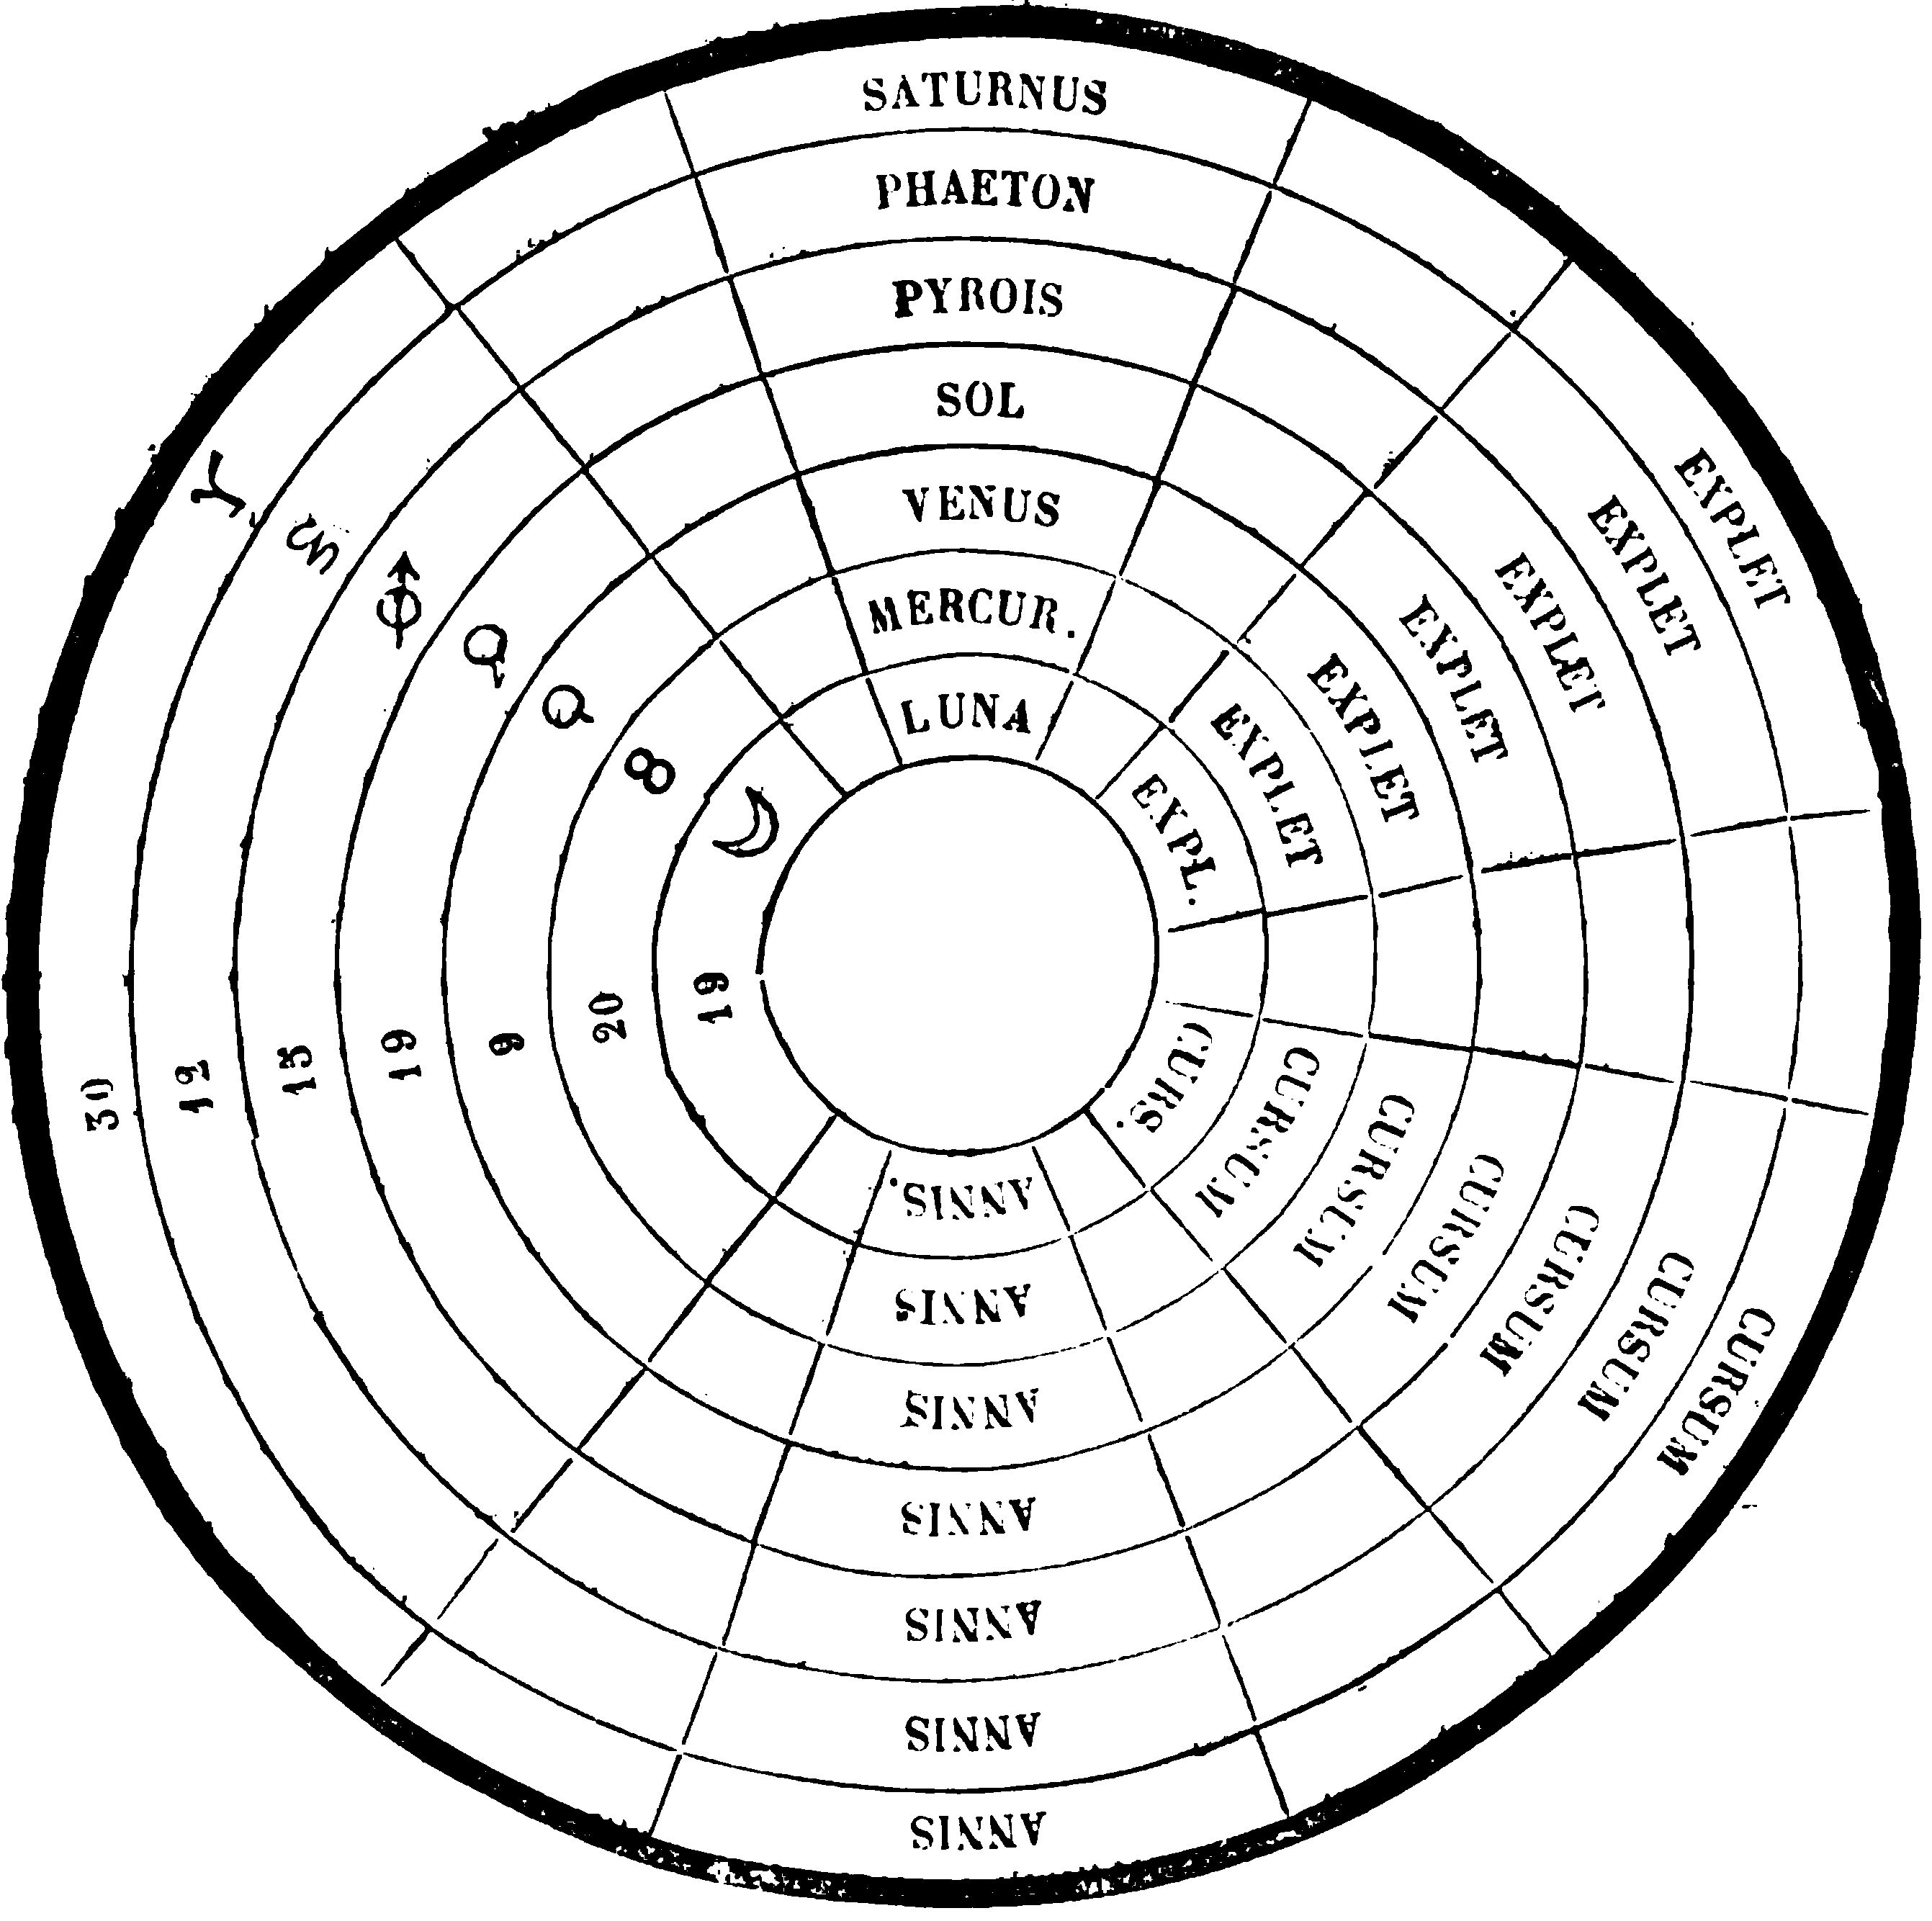 SATURNUS EXPLET CURSUM ANNIS 30
PHAETON EXPLET CURSUM ANNIS 12
PYROIS EXPLET CURSUM ANNIS 15
SOL EXPLET CURSUM ANNIS 19
VENUS EXPLET CURSUM ANNIS
MERCUR. EXPLET CURSUM ANNIS 20
LUNA EXPL. CURS. ANNIS. 19